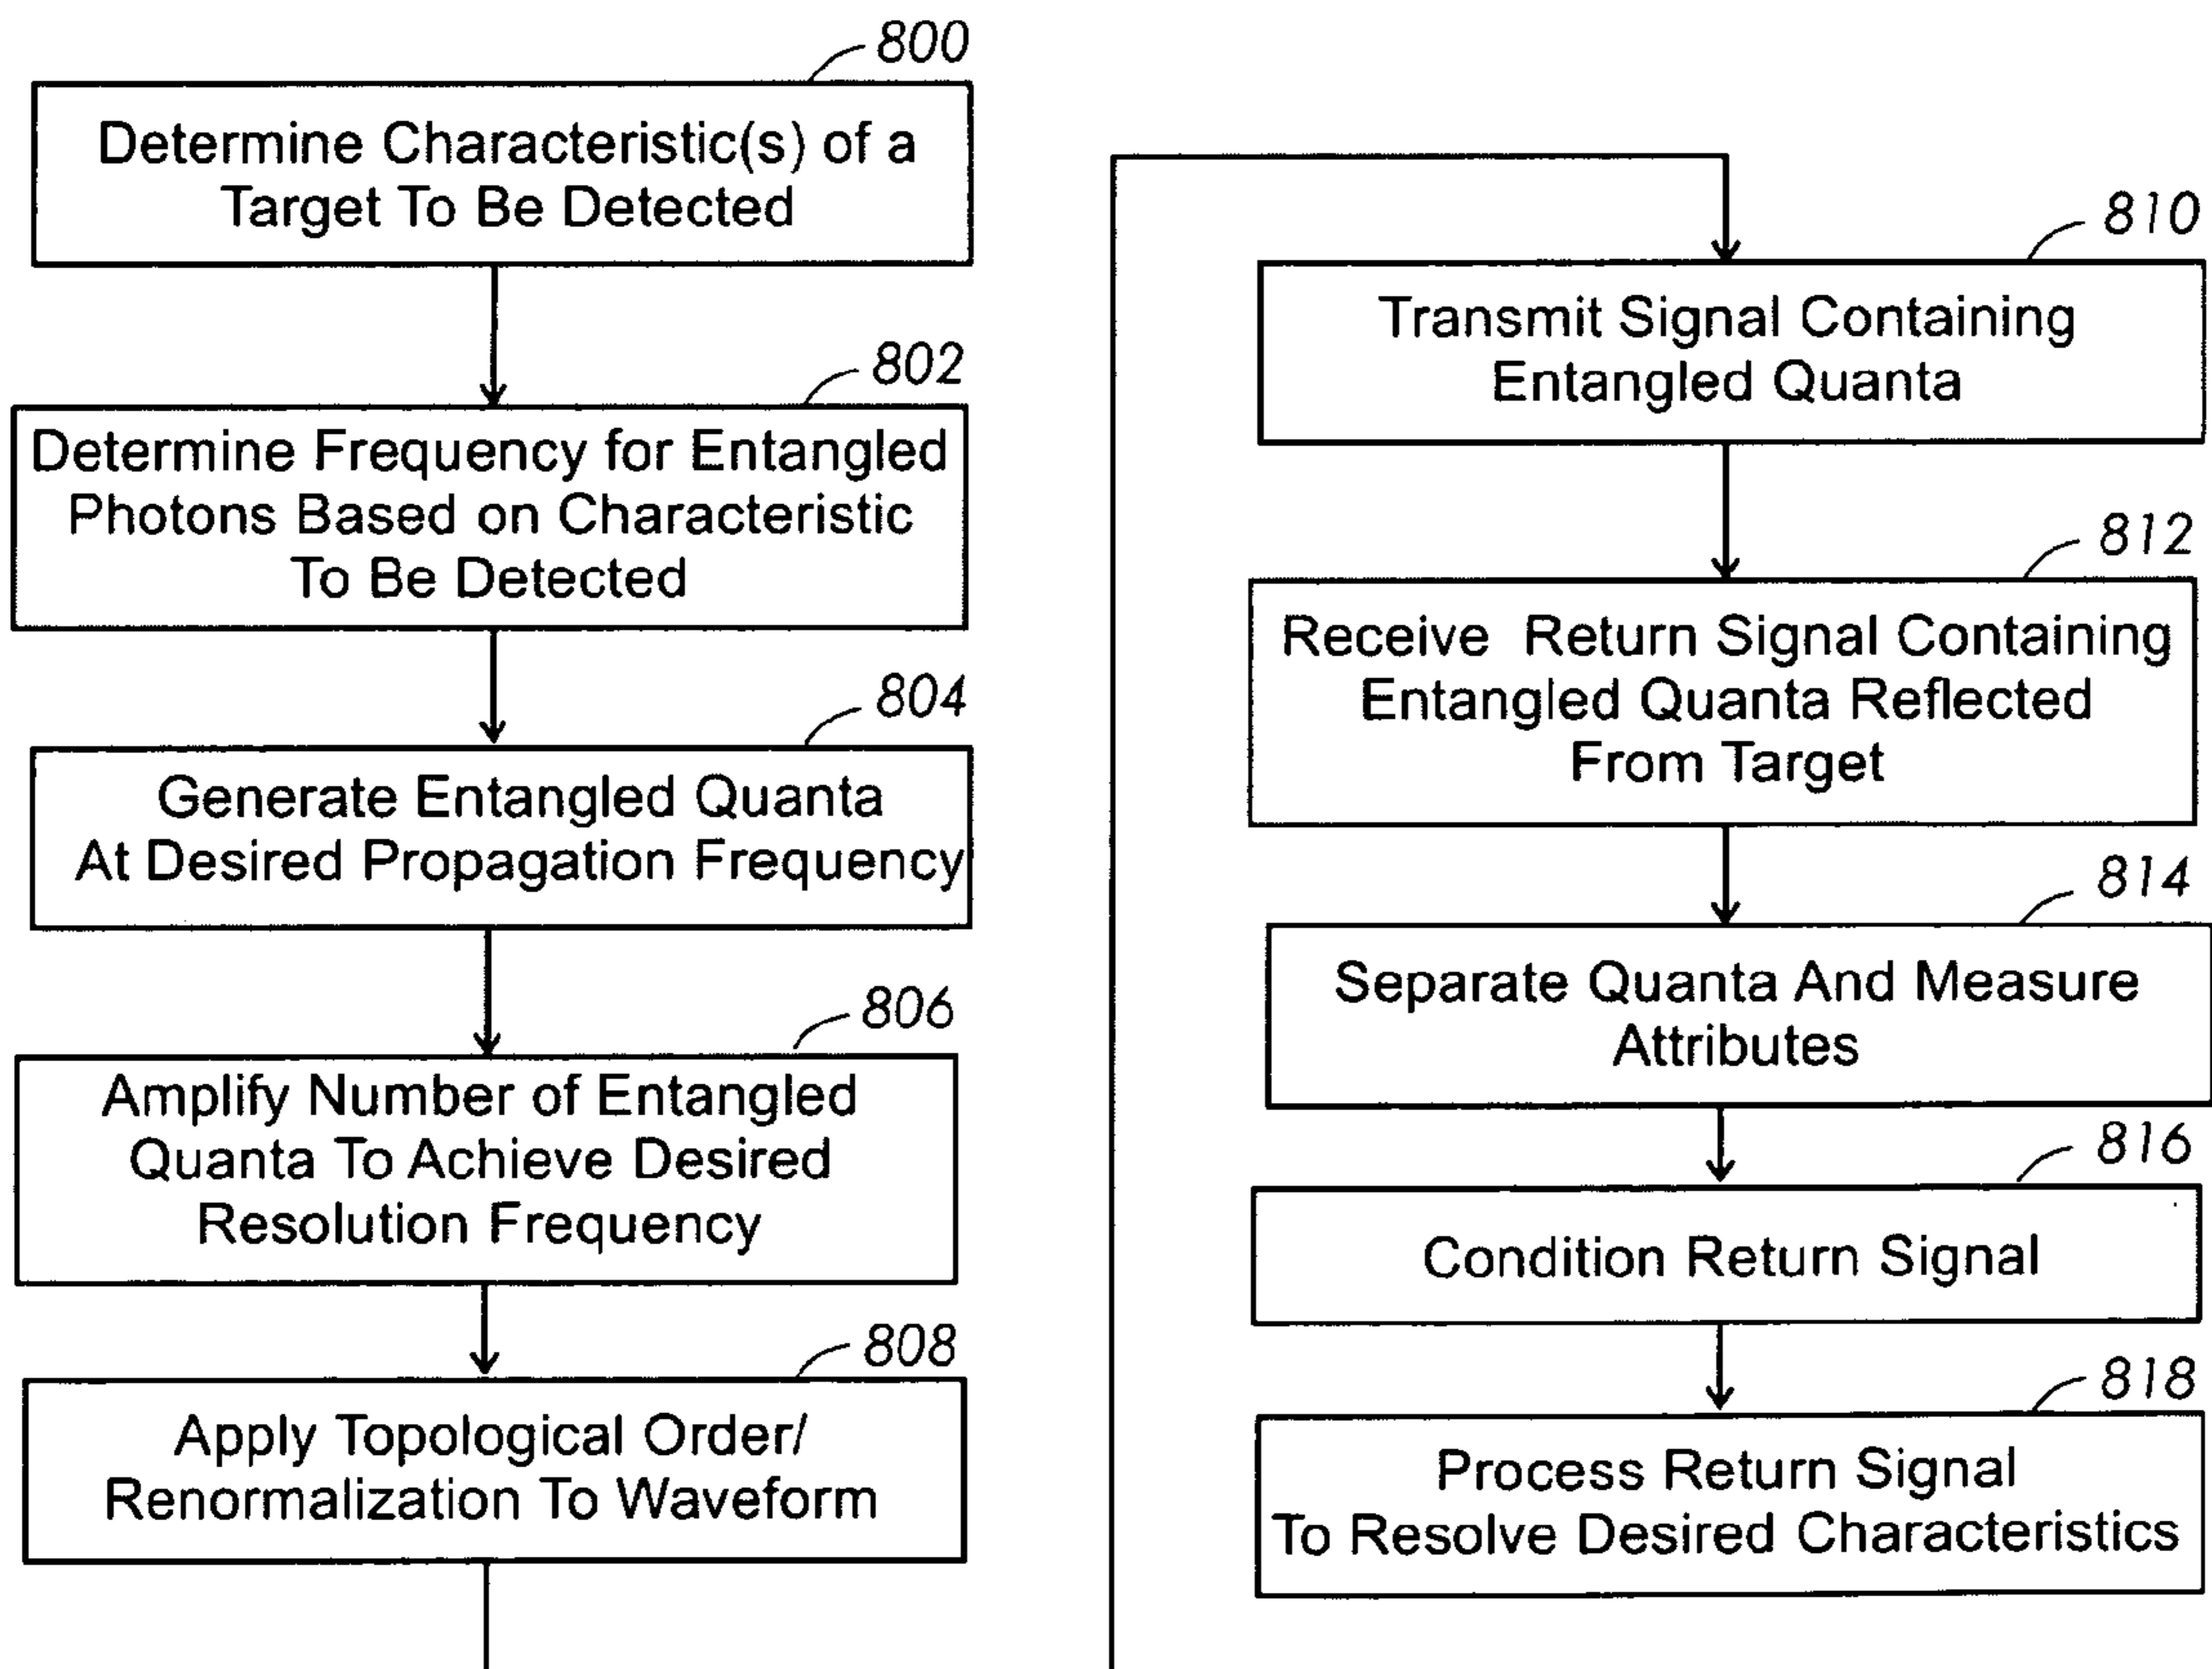 800
Determine Characteristic(s) of a
Target To Be Detected
802
Determine Frequency for Entangled
Photons Based on Characteristic
To Be Detected
804
Generate Entangled Quanta
At Desired Propagation Frequency
806
Amplify Number of Entangled
Quanta To Achieve Desired
Resolution Frequency
808
Apply Topological Order/
Renormalization To Waveform
810
Transmit Signal Containing
Entangled Quanta
812
Receive Return Signal Containing
Entangled Quanta Reflected
From Target
814
Separate Quanta And Measure
Attributes
816
Condition Return Signal
818
Process Return Signal
To Resolve Desired Characteristics